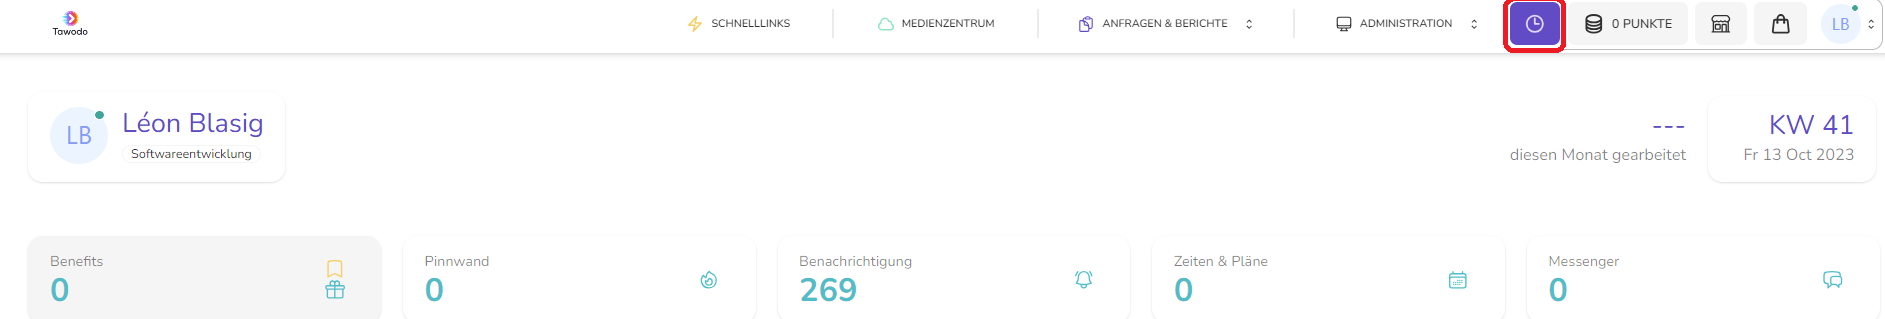 Tawodo
SCHNELLLINKS
MEDIENZENTRUM
ANFRAGEN & BERICHTE
ADMINISTRATION
0 PUNKTE
LB
LB
Léon Blasig
Softwareentwicklung
---
diesen Monat gearbeitet
KW 41
Fr 13 Oct 2023
Benefits
0
Pinnwand
0
Benachrichtigung
269
Zeiten & Pläne
0
Messenger
0